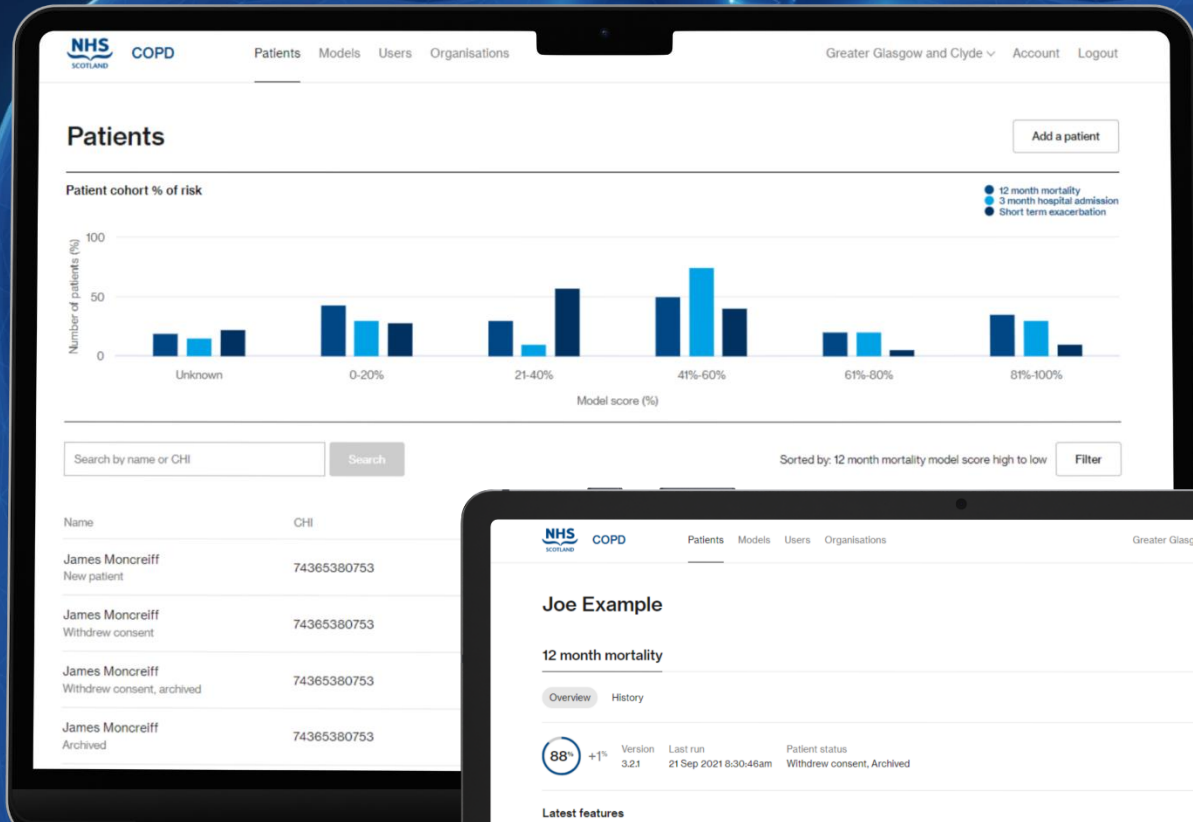 NHS
SCOTLAND
COPD
Patients Models Users Organisations
Greater Glasgow and Clyde Account Logout
Patients
Add a patient
Patient cohort % of risk
12 month mortality
3 month hospital admission
Short term exacerbation
Number of patients (%)
100
50
0
Unknown 0-20% 21-40% 41%-60% 61%-80% 81%-100%
Model score (%)
Search by name or CHI Search
Sorted by: 12 month mortality model score high to low Filter
Name CHI
James Moncreiff 74365380753
New patient
James Moncreiff 74365380753
Withdrew consent
James Moncreiff 74365380753
Withdrew consent, archived
James Moncreiff 74365380753
Archived
NHS
SCOTLAND
COPD
Patients Models Users Organisations
Greater Glasg
Joe Example
12 month mortality
Overview History
88% +1% Version Last run Patient status
3.2.1 21 Sep 2021 8:30:46am Withdrew consent, Archived
Latest features